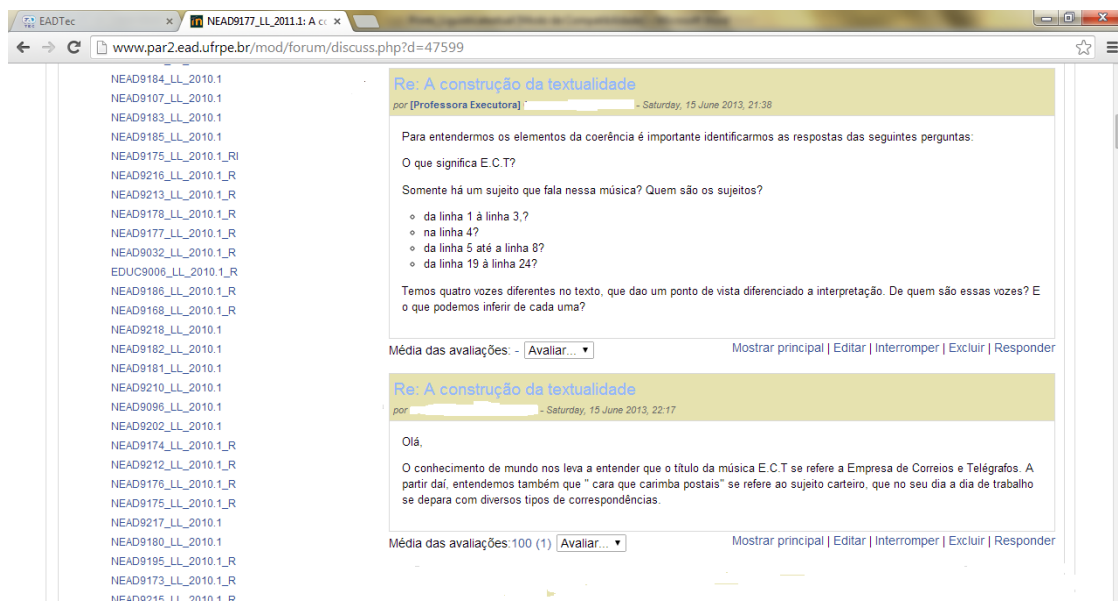 EADTec
NEAD9177_LL_2011.1: A co
www.par2.ead.ufrpe.br/mod/forum/discuss.php?d=47599
NEAD9184_LL_2010.1
NEAD9107_LL_2010.1
NEAD9183_LL_2010.1
NEAD9185_LL_2010.1
NEAD9175_LL_2010.1_RI
NEAD9216_LL_2010.1_R
NEAD9213_LL_2010.1_R
NEAD9178_LL_2010.1_R
NEAD9177_LL_2010.1_R
NEAD9032_LL_2010.1_R
EDUC9006_LL_2010.1_R
NEAD9186_LL_2010.1_R
NEAD9168_LL_2010.1_R
NEAD9218_LL_2010.1
NEAD9182_LL_2010.1
NEAD9181_LL_2010.1
NEAD9210_LL_2010.1
NEAD9096_LL_2010.1
NEAD9202_LL_2010.1
NEAD9174_LL_2010.1_R
NEAD9212_LL_2010.1_R
NEAD9176_LL_2010.1_R
NEAD9175_LL_2010.1_R
NEAD9217_LL_2010.1
NEAD9180_LL_2010.1
NEAD9195_LL_2010.1_R
NEAD9173_LL_2010.1_R
NEAD9215_LL_2010.1_R
Re: A construção da textualidade
por [Professora Executora] - Saturday, 15 June 2013, 21:38
Para entendermos os elementos da coerência é importante identificarmos as respostas das seguintes perguntas:
O que significa E.C.T?
Somente há um sujeito que fala nessa música? Quem são os sujeitos?
da linha 1 à linha 3,?
na linha 4?
da linha 5 até a linha 8?
da linha 19 à linha 24?
Temos quatro vozes diferentes no texto, que dao um ponto de vista diferenciado a interpretação. De quem são essas vozes? E
o que podemos inferir de cada uma?
Média das avaliações: - Avaliar... Mostrar principal | Editar | Interromper | Excluir | Responder
Re: A construção da textualidade
por - Saturday, 15 June 2013, 22:17
Olá,
O conhecimento de mundo nos leva a entender que o título da música E.C.T se refere a Empresa de Correios e Telégrafos. A
partir daí, entendemos também que " cara que carimba postais" se refere ao sujeito carteiro, que no seu dia a dia de trabalho
se depara com diversos tipos de correspondências.
Média das avaliações:100 (1) Avaliar... Mostrar principal | Editar | Interromper | Excluir | Responder